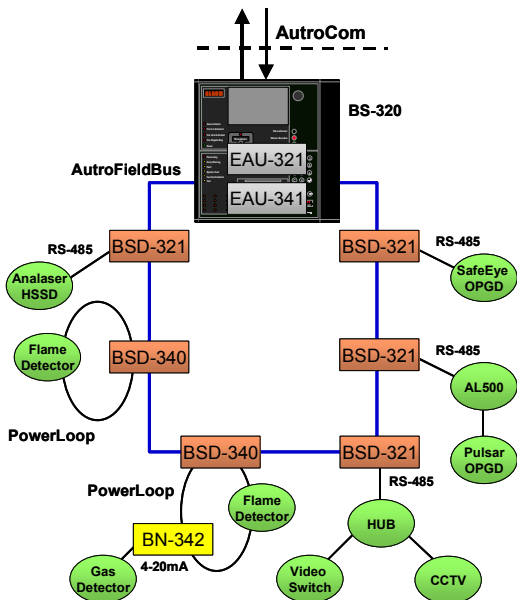 AutroCom
BS-320
ALARM
EAU-321
EAU-341
AutroFieldBus
RS-485
BSD-321
Analaser
HSSD
BSD-321
RS-485
SafeEye
OPGD
Flame
Detector
BSD-340
PowerLoop
BSD-321
RS-485
AL500
Pulsar
OPGD
BSD-340
BSD-321
PowerLoop
Flame
Detector
RS-485
BN-342
4-20mA
Gas
Detector
HUB
Video
Switch
CCTV